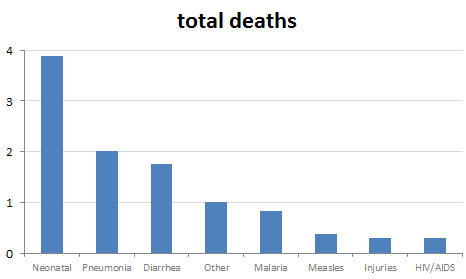 total deaths
4
3
2
1
0
Neonatal Pneumonia Diarrhea Other Malaria Measles Injuries HIV/AIDS